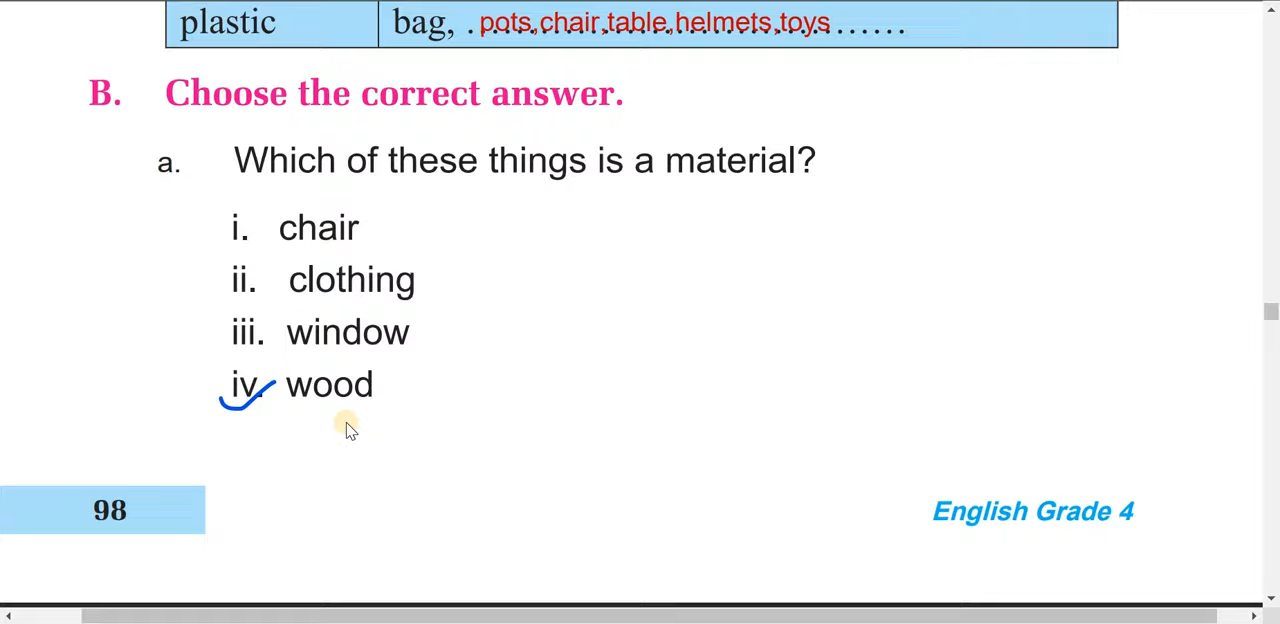 plastic bag, ..pots,chair,table,helmets,toys......
B. Choose the correct answer.
a. Which of these things is a material?
i. chair
ii. clothing
iii. window
iv. wood
98 English Grade 4